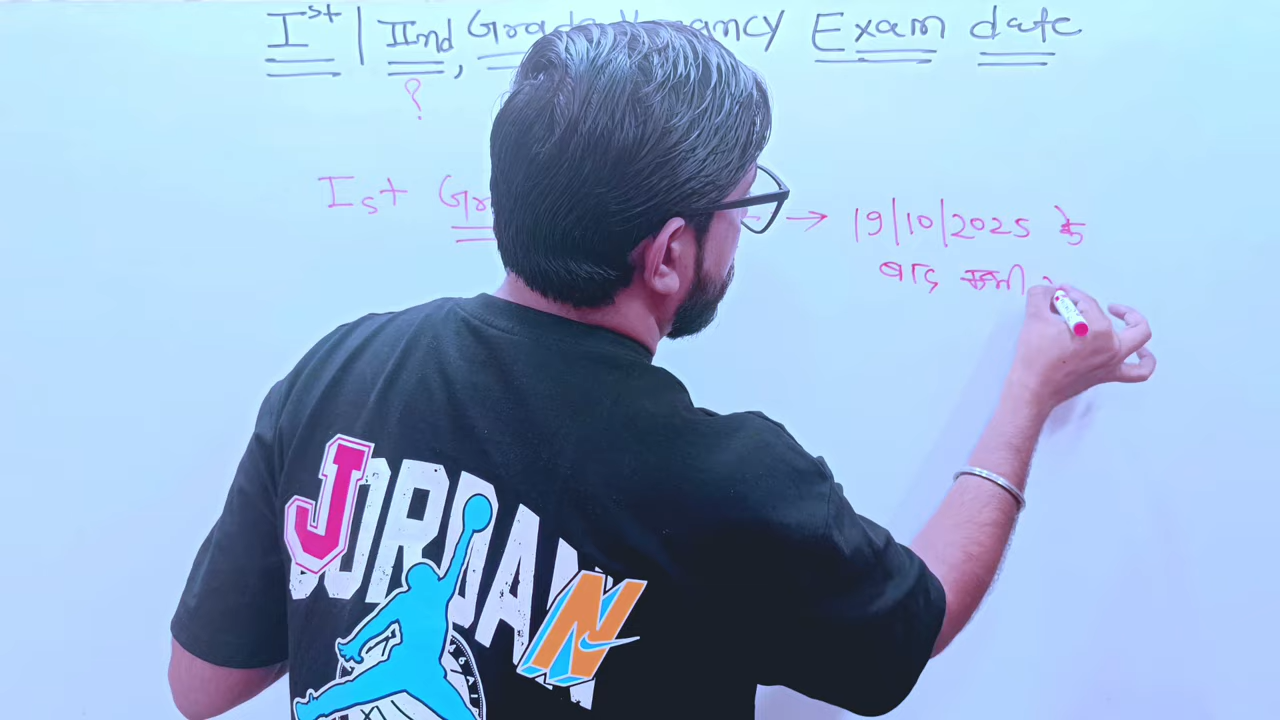 Ist | IInd, Grade Vacancy Exam date
?
Ist Gr → 19/10/2025 के
बाद कभी
JORDAN
N